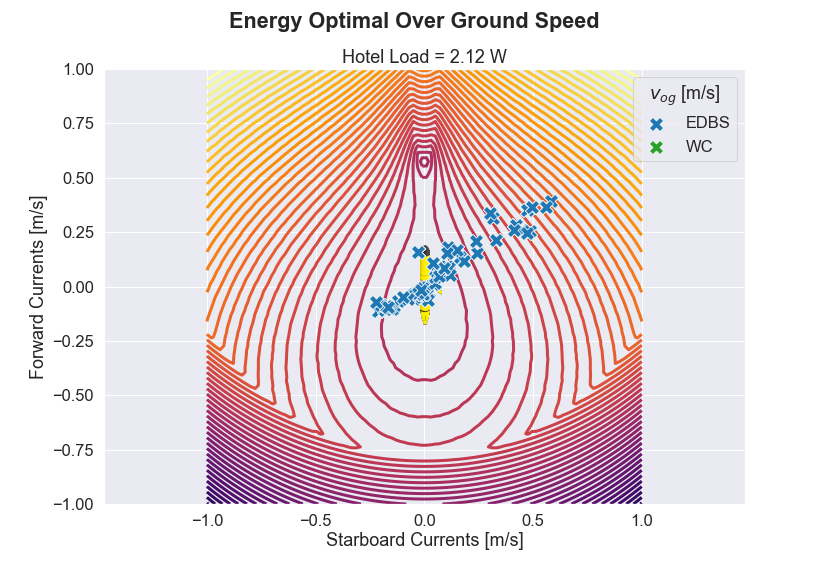 Energy Optimal Over Ground Speed
Hotel Load = 2.12 W
v_og [m/s]
EDBS
WC
Forward Currents [m/s]
1.00
0.75
0.50
0.25
0.00
−0.25
−0.50
−0.75
−1.00
−1.0 −0.5 0.0 0.5 1.0
Starboard Currents [m/s]